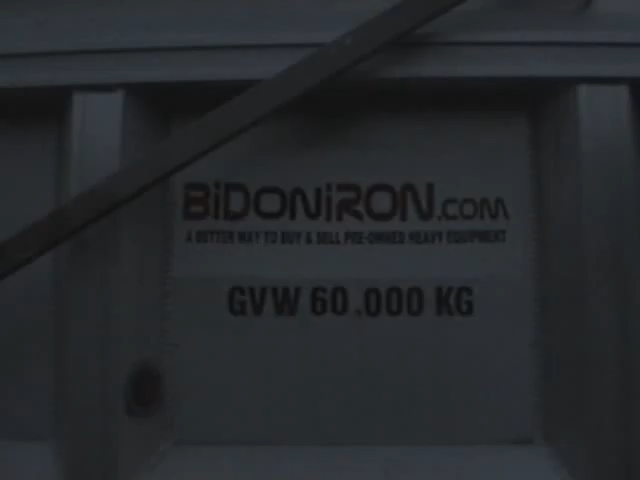 BiDONiRON.COM
A BETTER WAY TO BUY & SELL PRE-OWNED HEAVY EQUIPMENT
GVW 60.000 KG